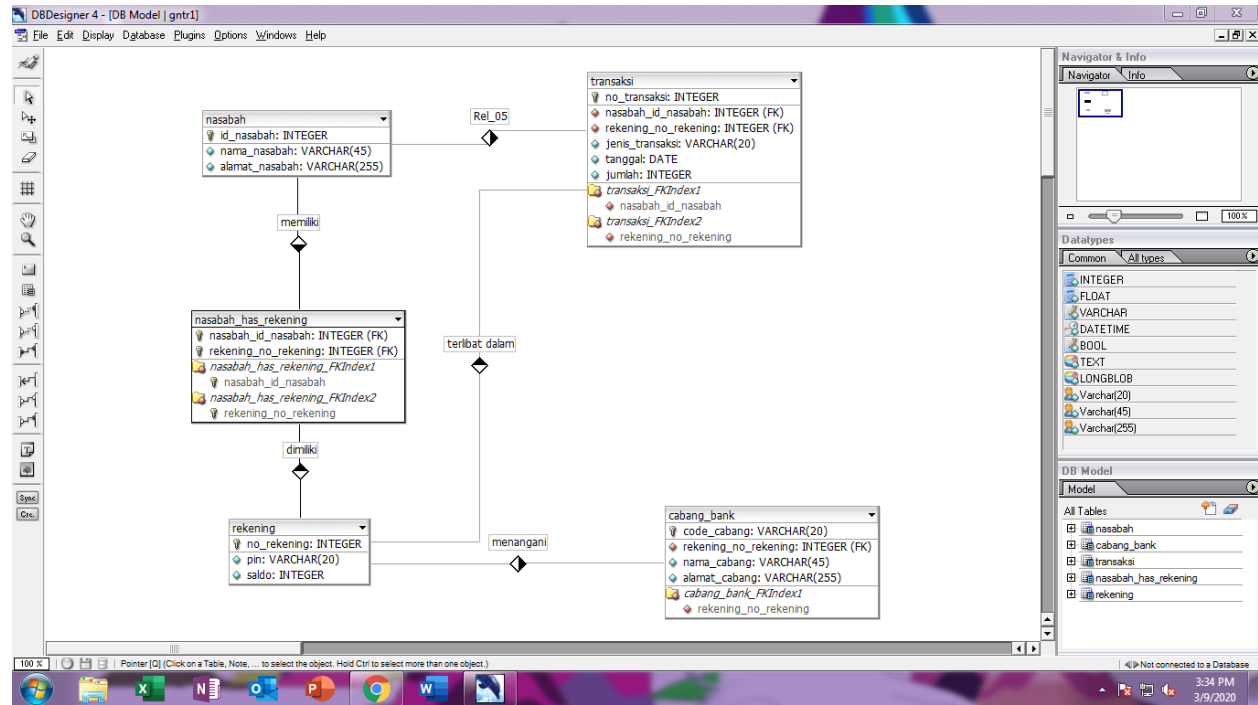 DBDesigner 4 - [DB Model | gntr1]
File Edit Display Database Plugins Options Windows Help
nasabah
id_nasabah: INTEGER
nama_nasabah: VARCHAR(45)
alamat_nasabah: VARCHAR(255)
Rel_05
transaksi
no_transaksi: INTEGER
nasabah_id_nasabah: INTEGER (FK)
rekening_no_rekening: INTEGER (FK)
jenis_transaksi: VARCHAR(20)
tanggal: DATE
jumlah: INTEGER
transaksi_FKIndex1
nasabah_id_nasabah
transaksi_FKIndex2
rekening_no_rekening
memiliki
nasabah_has_rekening
nasabah_id_nasabah: INTEGER (FK)
rekening_no_rekening: INTEGER (FK)
nasabah_has_rekening_FKIndex1
nasabah_id_nasabah
nasabah_has_rekening_FKIndex2
rekening_no_rekening
terlibat dalam
dimiliki
rekening
no_rekening: INTEGER
pin: VARCHAR(20)
saldo: INTEGER
menangani
cabang_bank
code_cabang: VARCHAR(20)
rekening_no_rekening: INTEGER (FK)
nama_cabang: VARCHAR(45)
alamat_cabang: VARCHAR(255)
cabang_bank_FKIndex1
rekening_no_rekening
Navigator & Info
Navigator Info
100%
Datatypes
Common All types
INTEGER
FLOAT
VARCHAR
DATETIME
BOOL
TEXT
LONGBLOB
Varchar(20)
Varchar(45)
Varchar(255)
DB Model
Model
All Tables
nasabah
cabang_bank
transaksi
nasabah_has_rekening
rekening
Sync
Crc.
100 % Pointer [Q] (Click on a Table, Note, ... to select the object. Hold Ctrl to select more than one object.) Not connected to a Database
3:34 PM
3/9/2020